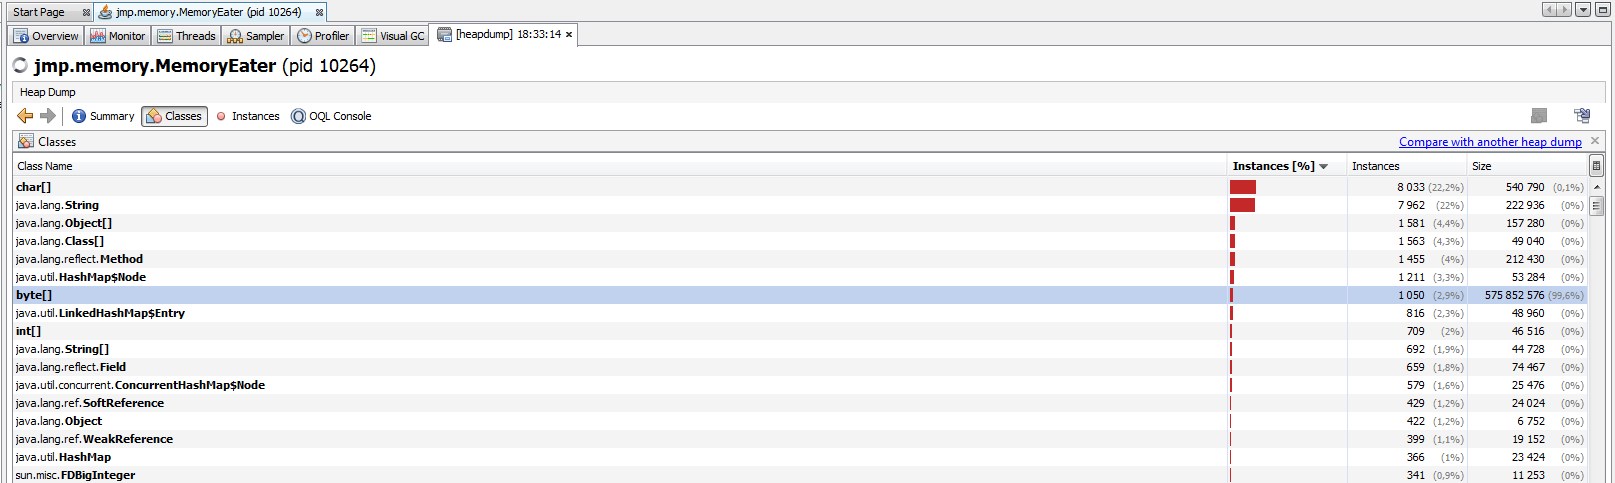 Start Page jmp.memory.MemoryEater (pid 10264)
Overview Monitor Threads Sampler Profiler Visual GC [heapdump] 18:33:14
jmp.memory.MemoryEater (pid 10264)
Heap Dump
Summary Classes Instances OQL Console
Classes Compare with another heap dump
Class Name Instances [%] Instances Size
char[] 8 033 (22,2%) 540 790 (0,1%)
java.lang.String 7 962 (22%) 222 936 (0%)
java.lang.Object[] 1 581 (4,4%) 157 280 (0%)
java.lang.Class[] 1 563 (4,3%) 49 040 (0%)
java.lang.reflect.Method 1 455 (4%) 212 430 (0%)
java.util.HashMap$Node 1 211 (3,3%) 53 284 (0%)
byte[] 1 050 (2,9%) 575 852 576 (99,6%)
java.util.LinkedHashMap$Entry 816 (2,3%) 48 960 (0%)
int[] 709 (2%) 46 516 (0%)
java.lang.String[] 692 (1,9%) 44 728 (0%)
java.lang.reflect.Field 659 (1,8%) 74 467 (0%)
java.util.concurrent.ConcurrentHashMap$Node 579 (1,6%) 25 476 (0%)
java.lang.ref.SoftReference 429 (1,2%) 24 024 (0%)
java.lang.Object 422 (1,2%) 6 752 (0%)
java.lang.ref.WeakReference 399 (1,1%) 19 152 (0%)
java.util.HashMap 366 (1%) 23 424 (0%)
sun.misc.FDBigInteger 341 (0,9%) 11 253 (0%)